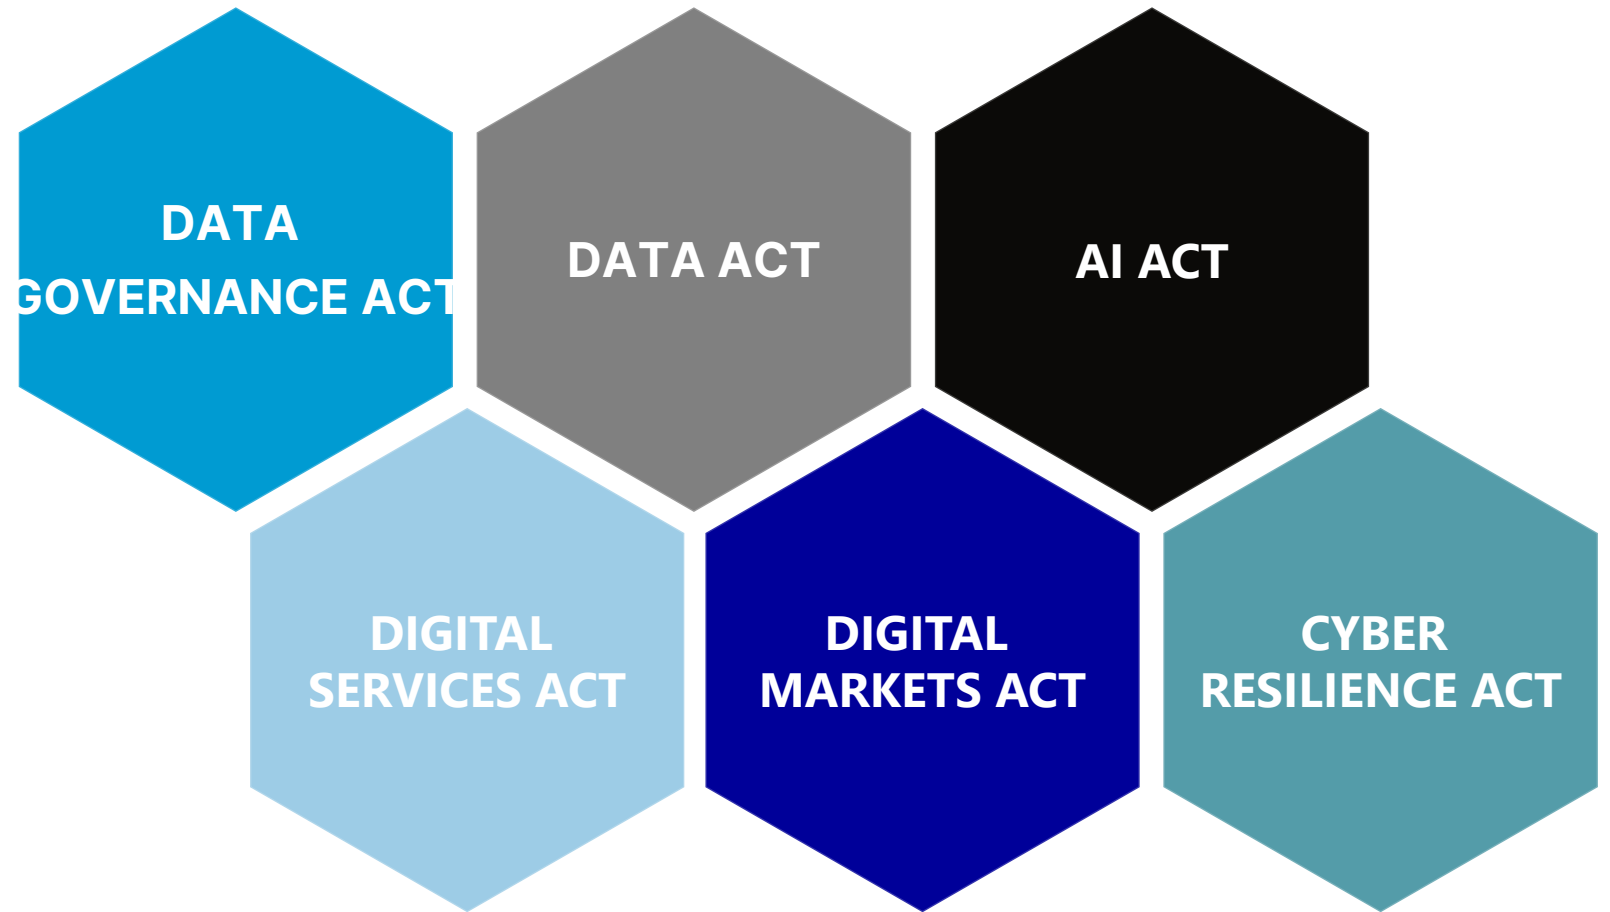 DATA
GOVERNANCE ACT
DATA ACT
AI ACT
DIGITAL
SERVICES ACT
DIGITAL
MARKETS ACT
CYBER
RESILIENCE ACT